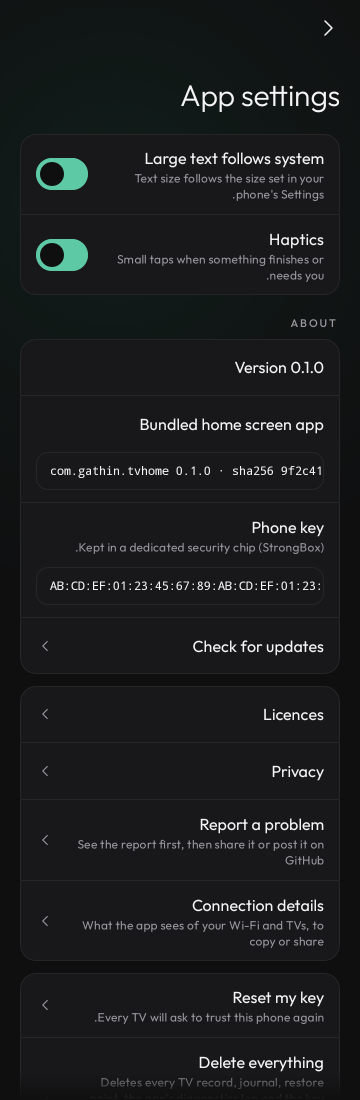 App settings
Large text follows system
Text size follows the size set in your
.phone's Settings
Haptics
Small taps when something finishes or
.needs you
ABOUT
Version 0.1.0
Bundled home screen app
com.gathin.tvhome 0.1.0 · sha256 9f2c41
Phone key
.Kept in a dedicated security chip (StrongBox)
AB:CD:EF:01:23:45:67:89:AB:CD:EF:01:23:
Check for updates
Licences
Privacy
Report a problem
See the report first, then share it or post it on
GitHub
Connection details
What the app sees of your Wi-Fi and TVs, to
copy or share
Reset my key
.Every TV will ask to trust this phone again
Delete everything
Deletes every TV record, journal, restore